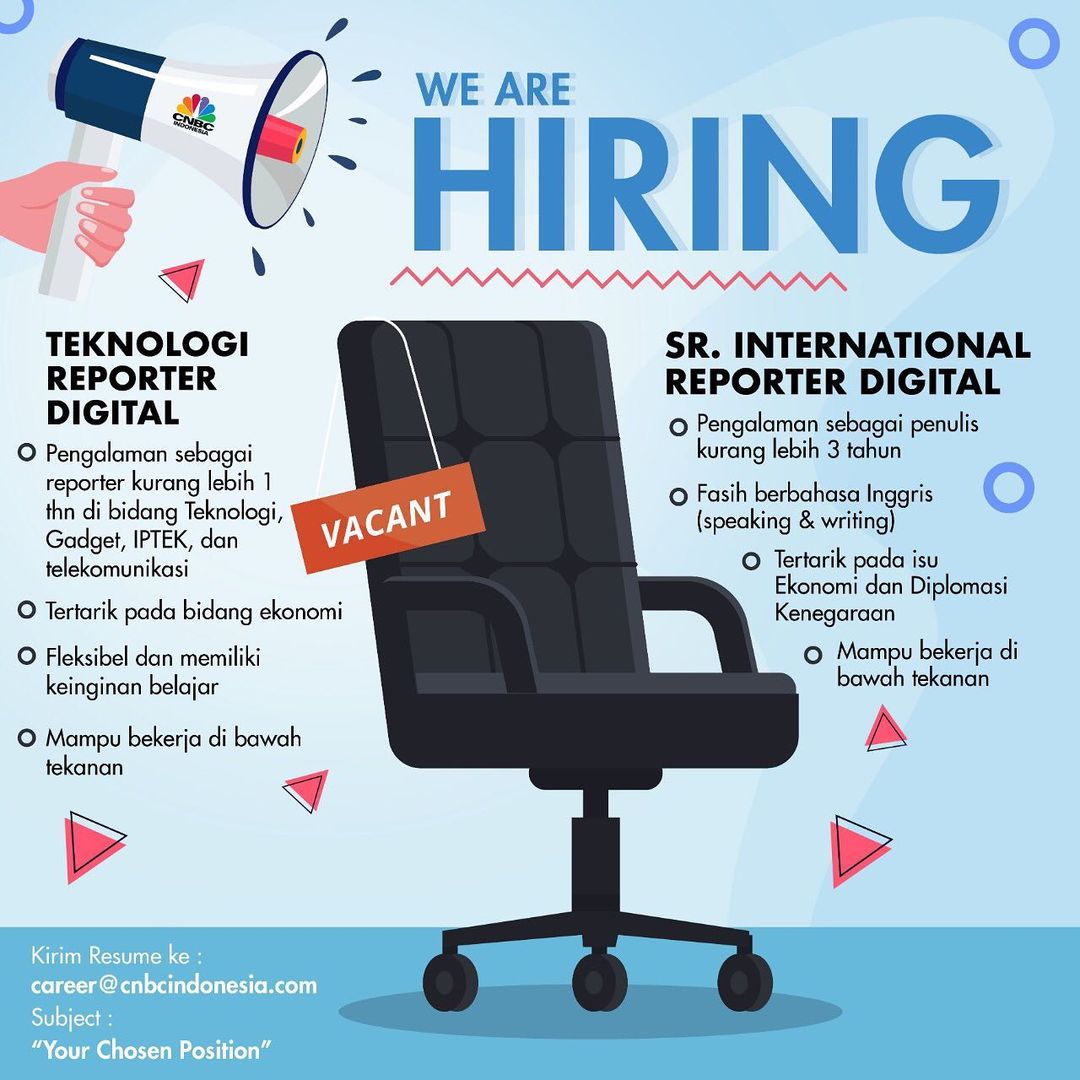 CNBC
INDONESIA
WE ARE
HIRING
TEKNOLOGI
REPORTER
DIGITAL
Pengalaman sebagai
reporter kurang lebih 1
thn di bidang Teknologi,
Gadget, IPTEK, dan
telekomunikasi
Tertarik pada bidang ekonomi
Fleksibel dan memiliki
keinginan belajar
Mampu bekerja di bawah
tekanan
VACANT
SR. INTERNATIONAL
REPORTER DIGITAL
Pengalaman sebagai penulis
kurang lebih 3 tahun
Fasih berbahasa Inggris
(speaking & writing)
Tertarik pada isu
Ekonomi dan Diplomasi
Kenegaraan
Mampu bekerja di
bawah tekanan
Kirim Resume ke :
career@cnbcindonesia.com
Subject :
“Your Chosen Position”